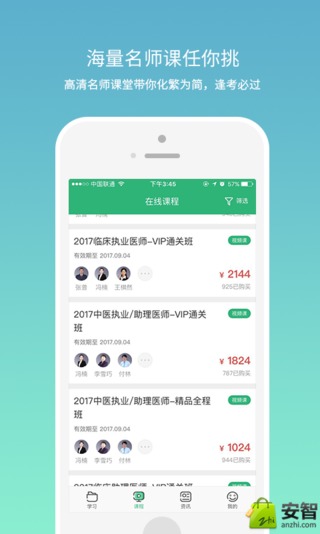 海量名师课任你挑
高清名师课堂带你化繁为简，逢考必过
中国联通
下午3:45
57%
在线课程
筛选
2017临床执业医师-VIP通关班
视频课
有效期至 2017.09.04
¥ 2144
张首 冯楠 王棋然
925已购买
2017中医执业/助理医师-VIP通关
班
视频课
有效期至 2017.09.04
¥ 1824
冯楠 李雪巧 付林
787已购买
2017中医执业/助理医师-精品全程
班
视频课
有效期至 2017.09.04
¥ 1024
冯楠 李雪巧 付林
944已购买
学习 课程 资讯 我的
安智
anzhi.com